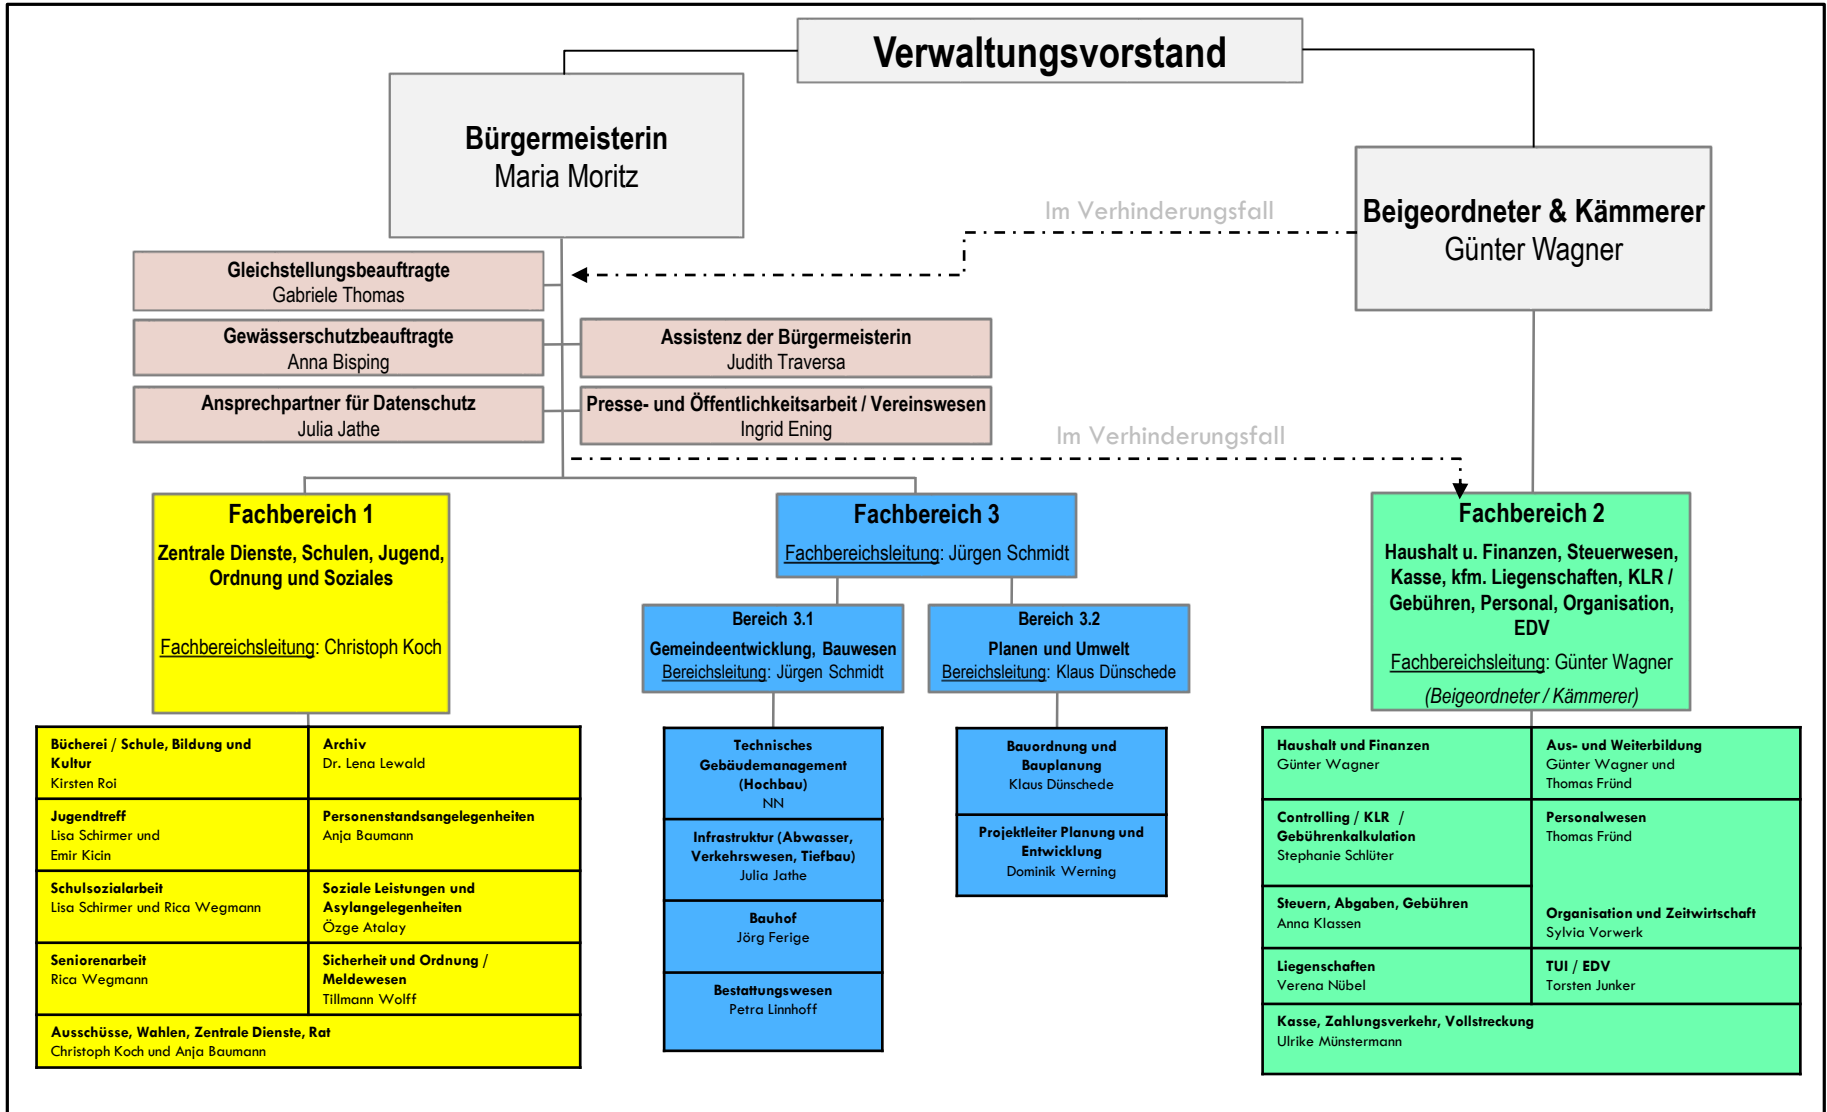 Verwaltungsvorstand
Bürgermeisterin
Maria Moritz
Beigeordneter & Kämmerer
Günter Wagner
Im Verhinderungsfall
Gleichstellungsbeauftragte
Gabriele Thomas
Gewässerschutzbeauftragte
Anna Bisping
Assistenz der Bürgermeisterin
Judith Traversa
Ansprechpartner für Datenschutz
Julia Jathe
Presse- und Öffentlichkeitsarbeit / Vereinswesen
Ingrid Ening
Im Verhinderungsfall
Fachbereich 1
Zentrale Dienste, Schulen, Jugend,
Ordnung und Soziales
Fachbereichsleitung: Christoph Koch
Bücherei / Schule, Bildung und
Kultur
Kirsten Roi
Archiv
Dr. Lena Lewald
Jugendtreff
Lisa Schirmer und
Emir Kicin
Personenstandsangelegenheiten
Anja Baumann
Schulsozialarbeit
Lisa Schirmer und Rica Wegmann
Soziale Leistungen und
Asylangelegenheiten
Özge Atalay
Seniorenarbeit
Rica Wegmann
Sicherheit und Ordnung /
Meldewesen
Tillmann Wolff
Ausschüsse, Wahlen, Zentrale Dienste, Rat
Christoph Koch und Anja Baumann
Fachbereich 3
Fachbereichsleitung: Jürgen Schmidt
Bereich 3.1
Gemeindeentwicklung, Bauwesen
Bereichsleitung: Jürgen Schmidt
Technisches
Gebäudemanagement
(Hochbau)
NN
Infrastruktur (Abwasser,
Verkehrswesen, Tiefbau)
Julia Jathe
Bauhof
Jörg Ferige
Bestattungswesen
Petra Linnhoff
Bereich 3.2
Planen und Umwelt
Bereichsleitung: Klaus Dünschede
Bauordnung und
Bauplanung
Klaus Dünschede
Projektleiter Planung und
Entwicklung
Dominik Werning
Fachbereich 2
Haushalt u. Finanzen, Steuerwesen,
Kasse, kfm. Liegenschaften, KLR /
Gebühren, Personal, Organisation,
EDV
Fachbereichsleitung: Günter Wagner
(Beigeordneter / Kämmerer)
Haushalt und Finanzen
Günter Wagner
Aus- und Weiterbildung
Günter Wagner und
Thomas Fründ
Controlling / KLR /
Gebührenkalkulation
Stephanie Schlüter
Personalwesen
Thomas Fründ
Steuern, Abgaben, Gebühren
Anna Klassen
Organisation und Zeitwirtschaft
Sylvia Vorwerk
Liegenschaften
Verena Nübel
TUI / EDV
Torsten Junker
Kasse, Zahlungsverkehr, Vollstreckung
Ulrike Münstermann